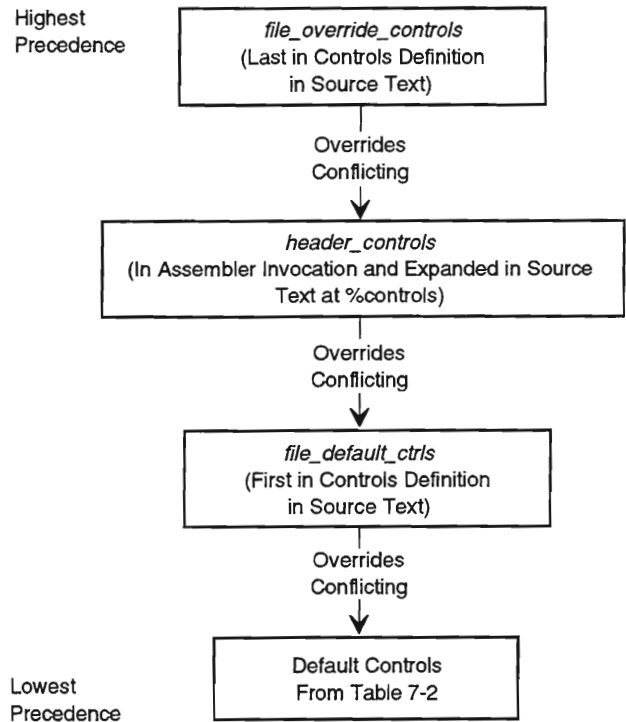 Highest
Precedence
file_override_controls
(Last in Controls Definition
in Source Text)
Overrides
Conflicting
header_controls
(In Assembler Invocation and Expanded in Source
Text at %controls)
Overrides
Conflicting
file_default_ctrls
(First in Controls Definition
in Source Text)
Overrides
Conflicting
Default Controls
From Table 7-2
Lowest
Precedence